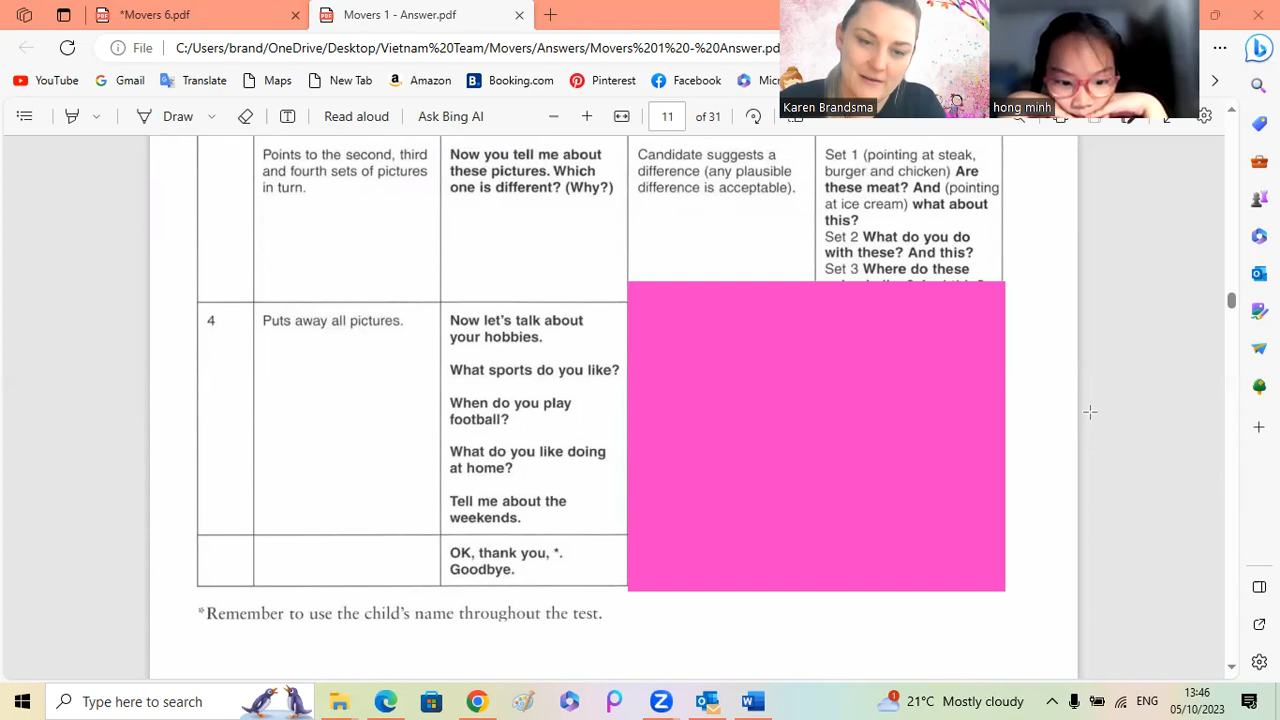 *Movers 6.pdf
Movers 1 - Answer.pdf
File
C:/Users/brand/OneDrive/Desktop/Vietnam%20Team/Movers/Answers/Movers%201%20-%20Answer.pdf
YouTube
Gmail
Translate
Maps
New Tab
Amazon
Booking.com
Pinterest
Facebook
Draw
Read aloud
Ask Bing AI
11 of 31
Karen Brandsma
hong minh
Points to the second, third
and fourth sets of pictures
in turn.
Now you tell me about
these pictures. Which
one is different? (Why?)
Candidate suggests a
difference (any plausible
difference is acceptable).
Set 1 (pointing at steak,
burger and chicken) Are
these meat? And (pointing
at ice cream) what about
this?
Set 2 What do you do
with these? And this?
Set 3 Where do these
4
Puts away all pictures.
Now let's talk about
your hobbies.
What sports do you like?
When do you play
football?
What do you like doing
at home?
Tell me about the
weekends.
OK, thank you, *.
Goodbye.
*Remember to use the child's name throughout the test.
Type here to search
1
21°C Mostly cloudy
ENG
13:46
05/10/2023